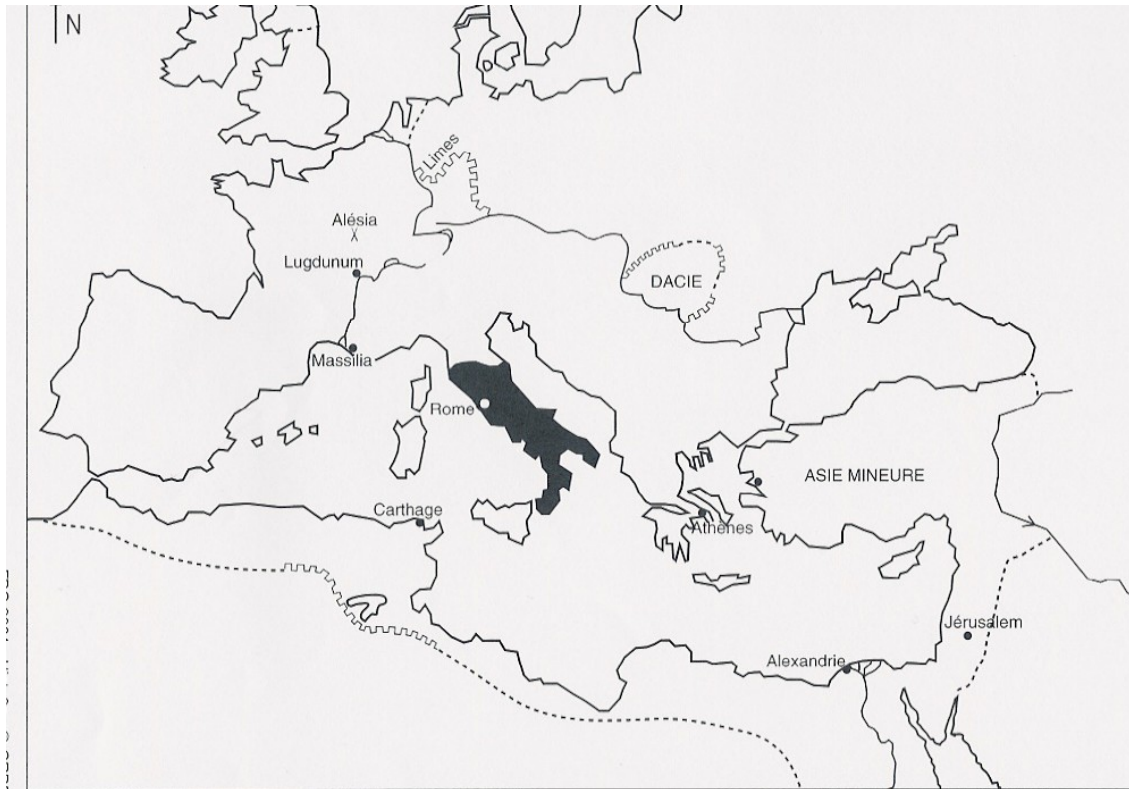 N
Limes
Alésia
Lugdunum
DACIE
Massilia
Rome
ASIE MINEURE
Carthage
Athènes
Jérusalem
Alexandrie